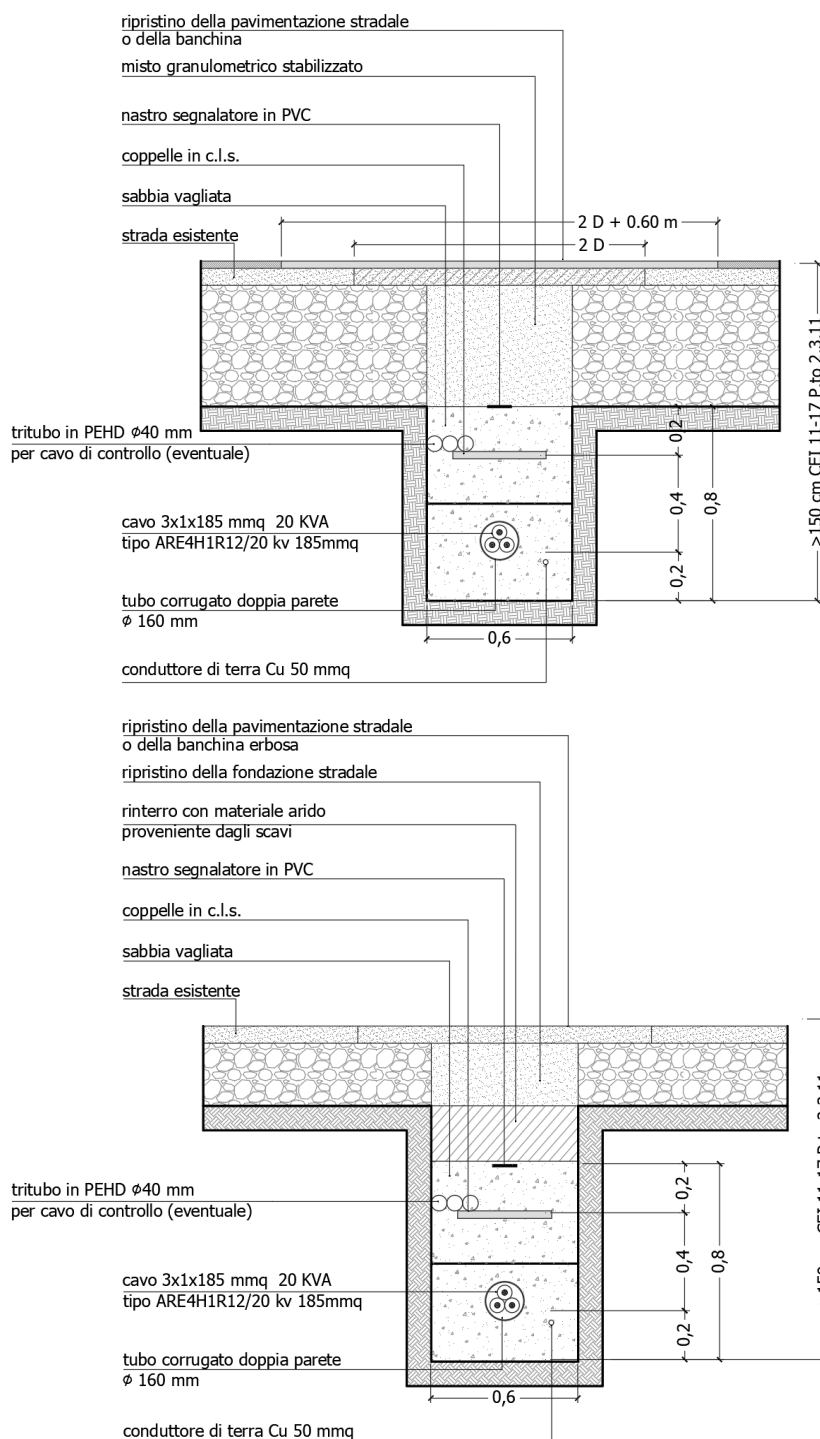 ripristino della pavimentazione stradale
o della banchina
misto granulometrico stabilizzato
nastro segnalatore in PVC
coppelle in c.l.s.
sabbia vagliata
strada esistente
2 D + 0.60 m
2 D
>150 cm CEI 11-17 P.to 2.3.11
tritubo in PEHD ϕ40 mm
per cavo di controllo (eventuale)
0,2
0,4
0,8
cavo 3x1x185 mmq 20 KVA
tipo ARE4H1R12/20 kv 185mmq
0,2
tubo corrugato doppia parete
ϕ 160 mm
0,6
conduttore di terra Cu 50 mmq
ripristino della pavimentazione stradale
o della banchina erbosa
ripristino della fondazione stradale
rinterro con materiale arido
proveniente dagli scavi
nastro segnalatore in PVC
coppelle in c.l.s.
sabbia vagliata
strada esistente
tritubo in PEHD ϕ40 mm
per cavo di controllo (eventuale)
0,2
0,4
0,8
cavo 3x1x185 mmq 20 KVA
tipo ARE4H1R12/20 kv 185mmq
0,2
tubo corrugato doppia parete
ϕ 160 mm
0,6
conduttore di terra Cu 50 mmq